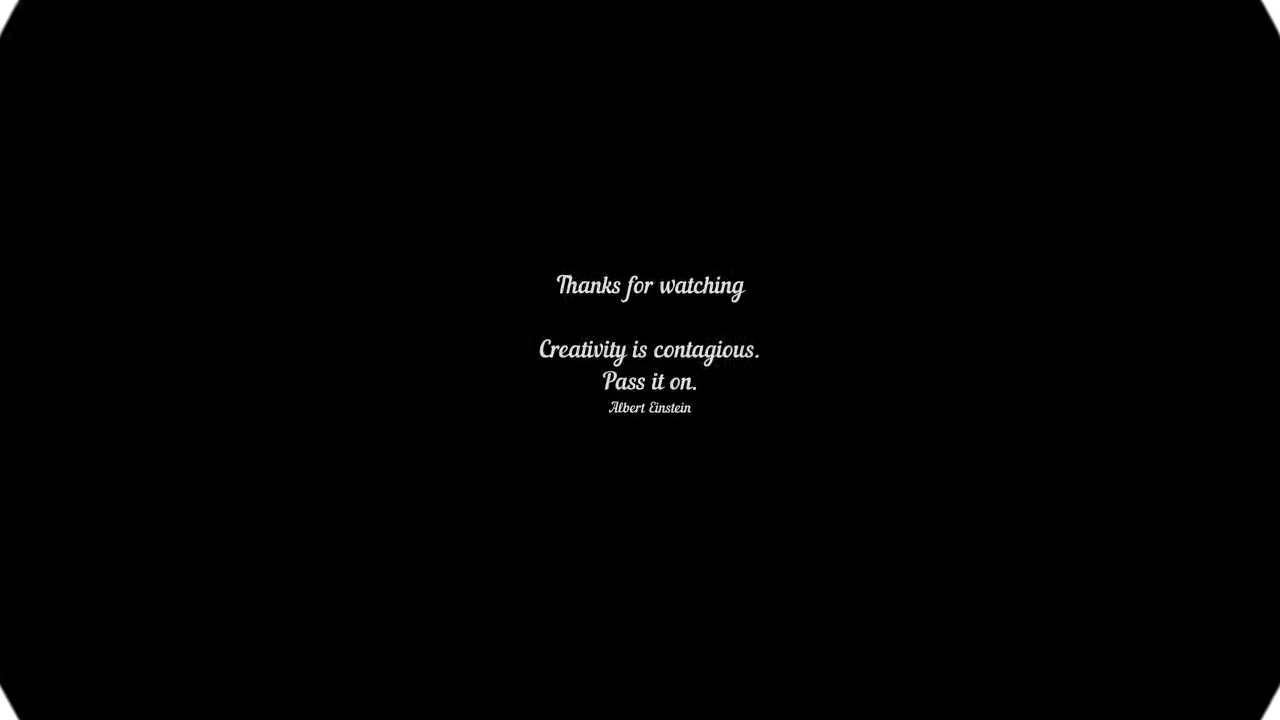 Thanks for watching
Creativity is contagious.
Pass it on.
Albert Einstein